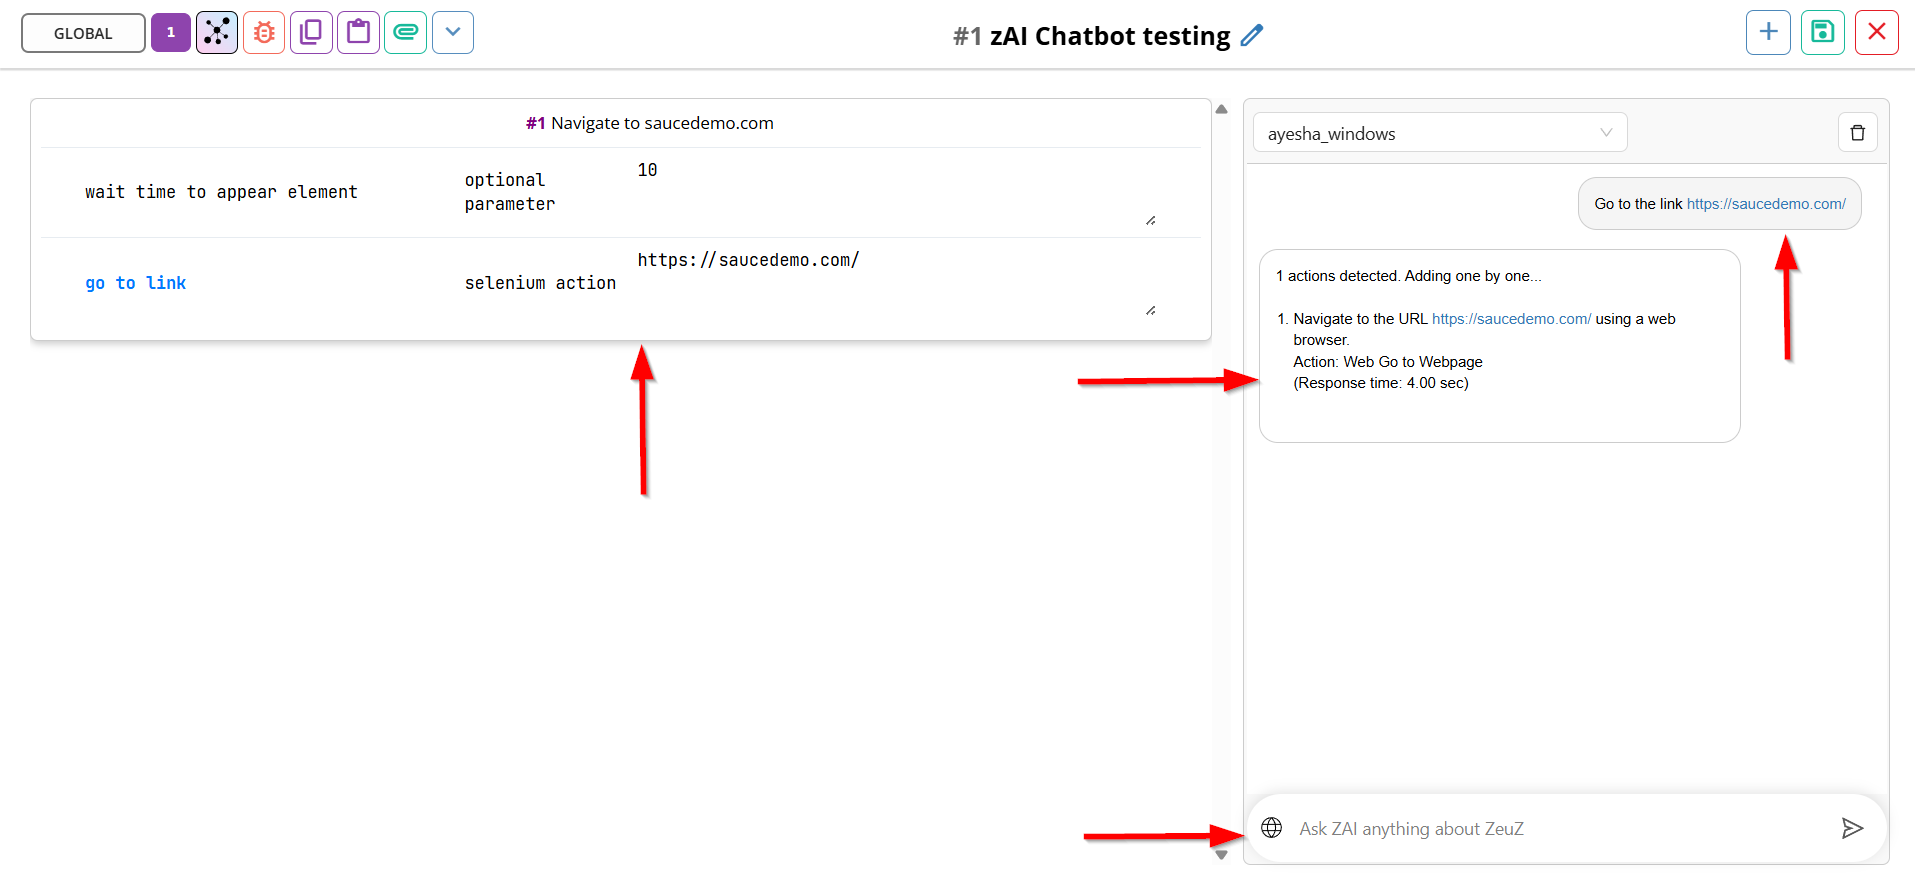 GLOBAL
1
#1 zAI Chatbot testing
#1 Navigate to saucedemo.com
wait time to appear element
optional
parameter
10
go to link
selenium action
https://saucedemo.com/
ayesha_windows
Go to the link https://saucedemo.com/
1 actions detected. Adding one by one...
1. Navigate to the URL https://saucedemo.com/ using a web
browser.
Action: Web Go to Webpage
(Response time: 4.00 sec)
Ask ZAI anything about ZeuZ